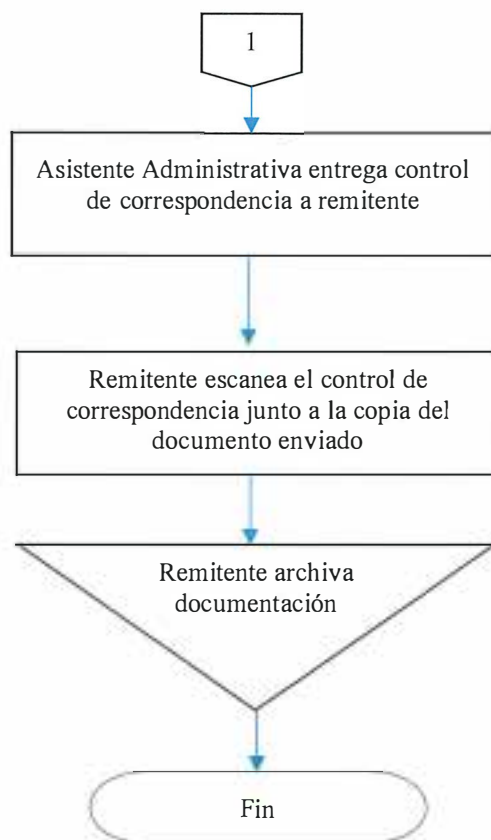 1
Asistente Administrativa entrega control
de correspondencia a remitente
Remitente escanea el control de
correspondencia junto a la copia del
documento enviado
Remitente archiva
documentación
Fin